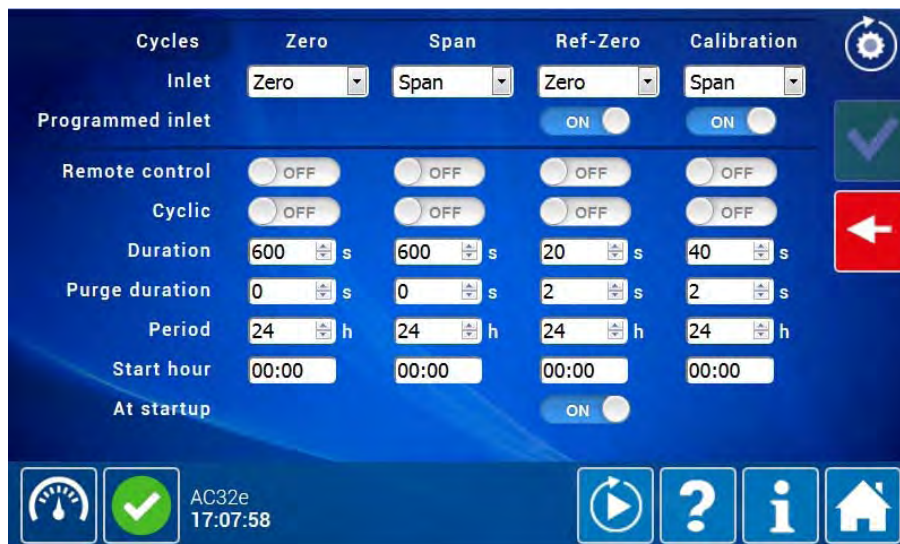 Cycles Zero Span Ref-Zero Calibration
Inlet Zero Span Zero Span
Programmed inlet ON ON
Remote control OFF OFF OFF OFF
Cyclic OFF OFF OFF OFF
Duration 600 s 600 s 20 s 40 s
Purge duration 0 s 0 s 2 s 2 s
Period 24 h 24 h 24 h 24 h
Start hour 00:00 00:00 00:00 00:00
At startup ON
AC32e
17:07:58
? i